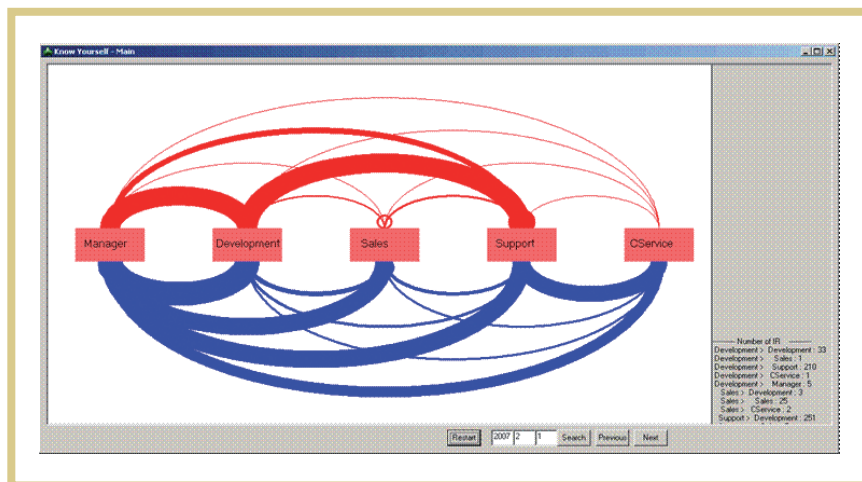 Know Yourself - Main
Manager
Development
Sales
Support
CService
Number of IR
Development > Development : 33
Development > Sales : 1
Development > Support : 210
Development > CService : 1
Development > Manager : 5
Sales > Development : 3
Sales > Sales : 25
Sales > CService : 2
Support > Development : 251
Restart
2007
2
1
Search
Previous
Next